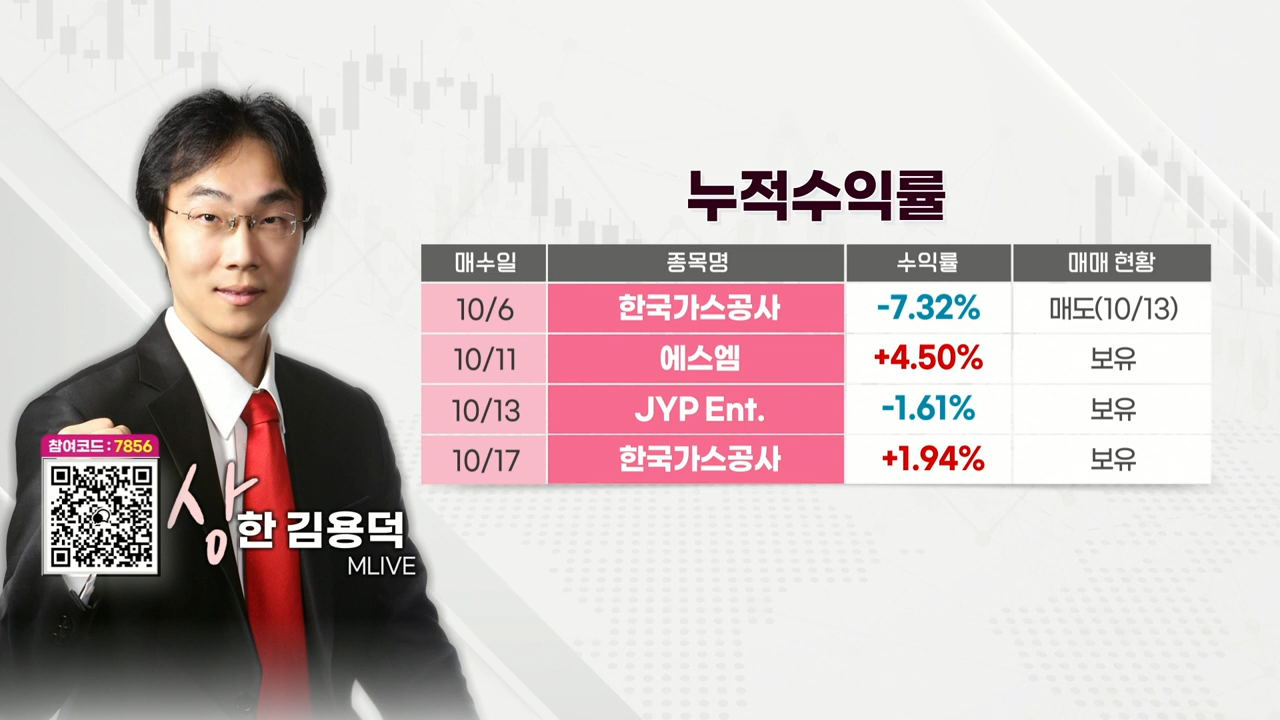 누적수익률
매수일 종목명 수익률 매매 현황
10/6 한국가스공사 -7.32% 매도(10/13)
10/11 에스엠 +4.50% 보유
10/13 JYP Ent. -1.61% 보유
10/17 한국가스공사 +1.94% 보유
참여코드 : 7856
상한 김용덕
MLIVE